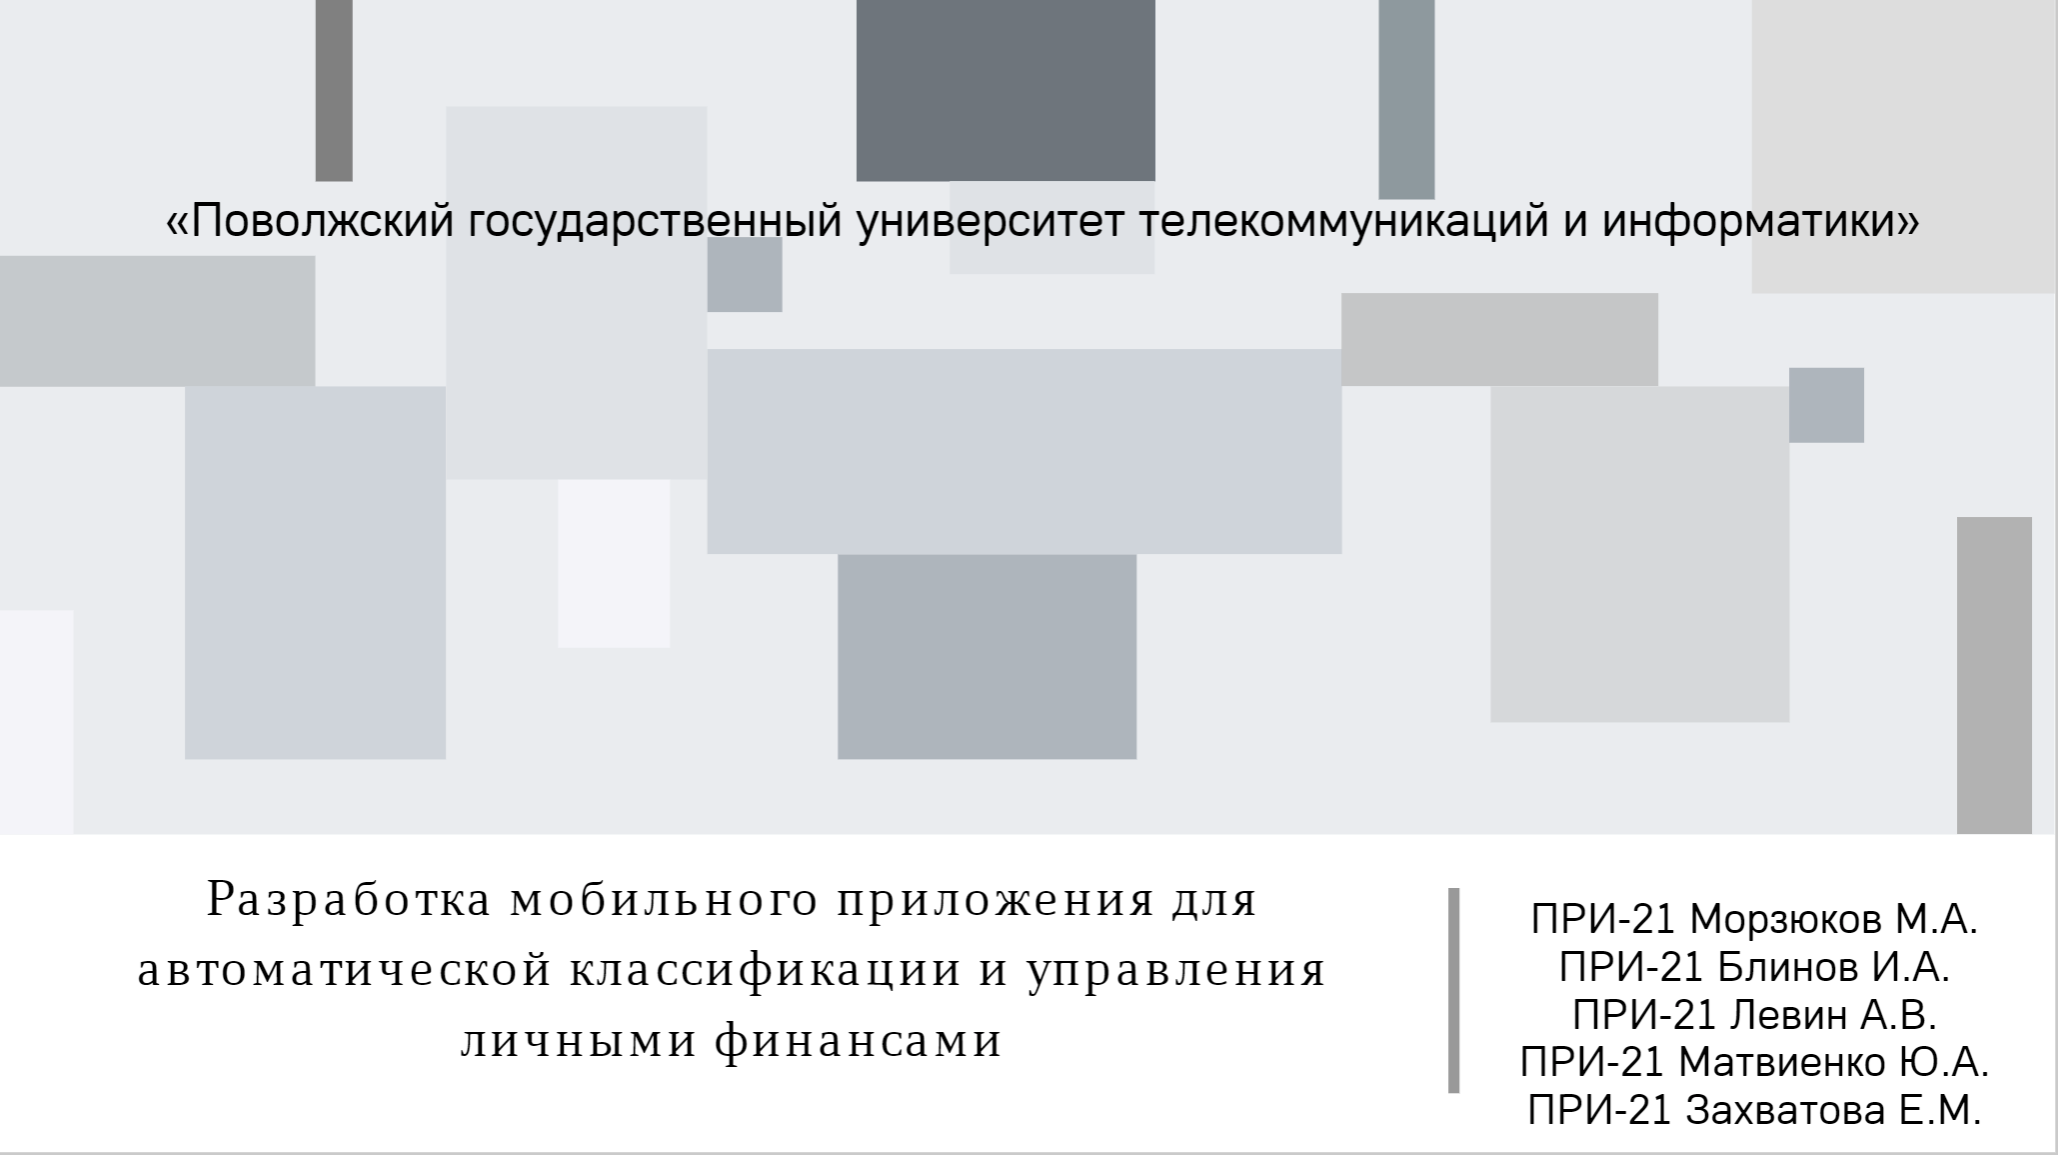 «Поволжский государственный университет телекоммуникаций и информатики»
Разработка мобильного приложения для
автоматической классификации и управления
личными финансами
ПРИ-21 Морзюков М.А.
ПРИ-21 Блинов И.А.
ПРИ-21 Левин А.В.
ПРИ-21 Матвиенко Ю.А.
ПРИ-21 Захватова Е.М.